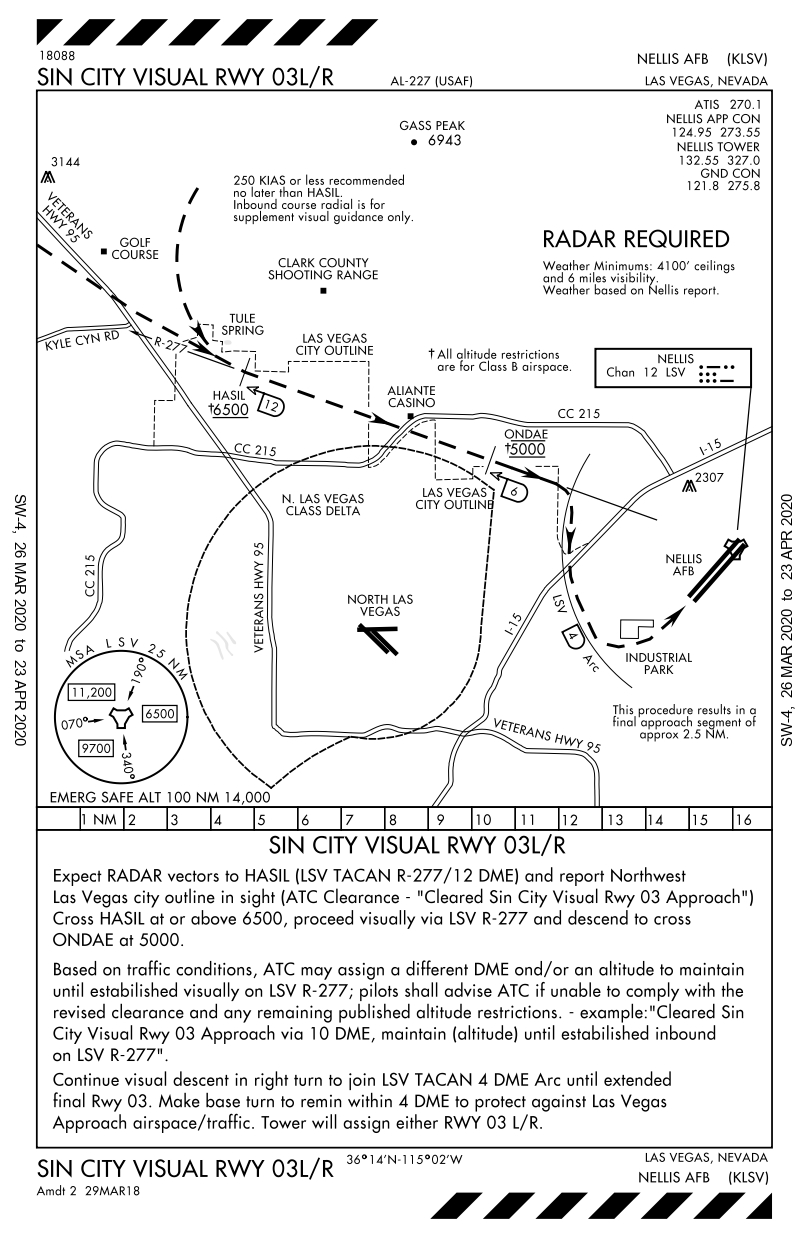 18088
NELLIS AFB (KLSV)
SIN CITY VISUAL RWY 03L/R
AL-227 (USAF)
LAS VEGAS, NEVADA
ATIS 270.1
NELLIS APP CON
124.95 273.55
NELLIS TOWER
132.55 327.0
GND CON
121.8 275.8
GASS PEAK
6943
3144
250 KIAS or less recommended
no later than HASIL.
Inbound course radial is for
supplement visual guidance only.
VETERANS
HWY 95
GOLF
COURSE
RADAR REQUIRED
Weather Minimums: 4100' ceilings
and 6 miles visibility.
Weather based on Nellis report.
CLARK COUNTY
SHOOTING RANGE
TULE
SPRING
KYLE CYN RD
R-277
LAS VEGAS
CITY OUTLINE
†All altitude restrictions
are for Class B airspace.
NELLIS
Chan 12 LSV
HASIL
†6500
12
ALIANTE
CASINO
CC 215
ONDAE
†5000
I-15
CC 215
2307
6
LAS VEGAS
CITY OUTLINE
N. LAS VEGAS
CLASS DELTA
CC 215
VETERANS HWY 95
NELLIS
AFB
NORTH LAS
VEGAS
LSV
4
Arc
I-15
INDUSTRIAL
PARK
MSA LSV 25 NM
190°
11,200
070°
6500
9700
340°
This procedure results in a
final approach segment of
approx 2.5 NM.
VETERANS HWY 95
EMERG SAFE ALT 100 NM 14,000
1 NM 2 3 4 5 6 7 8 9 10 11 12 13 14 15 16
SW-4, 26 MAR 2020 to 23 APR 2020
SW-4, 26 MAR 2020 to 23 APR 2020
SIN CITY VISUAL RWY 03L/R
Expect RADAR vectors to HASIL (LSV TACAN R-277/12 DME) and report Northwest
Las Vegas city outline in sight (ATC Clearance - "Cleared Sin City Visual Rwy 03 Approach")
Cross HASIL at or above 6500, proceed visually via LSV R-277 and descend to cross
ONDAE at 5000.
Based on traffic conditions, ATC may assign a different DME ond/or an altitude to maintain
until estabilished visually on LSV R-277; pilots shall advise ATC if unable to comply with the
revised clearance and any remaining published altitude restrictions. - example:"Cleared Sin
City Visual Rwy 03 Approach via 10 DME, maintain (altitude) until estabilished inbound
on LSV R-277".
Continue visual descent in right turn to join LSV TACAN 4 DME Arc until extended
final Rwy 03. Make base turn to remin within 4 DME to protect against Las Vegas
Approach airspace/traffic. Tower will assign either RWY 03 L/R.
SIN CITY VISUAL RWY 03L/R
36°14'N-115°02'W
LAS VEGAS, NEVADA
NELLIS AFB (KLSV)
Amdt 2 29MAR18